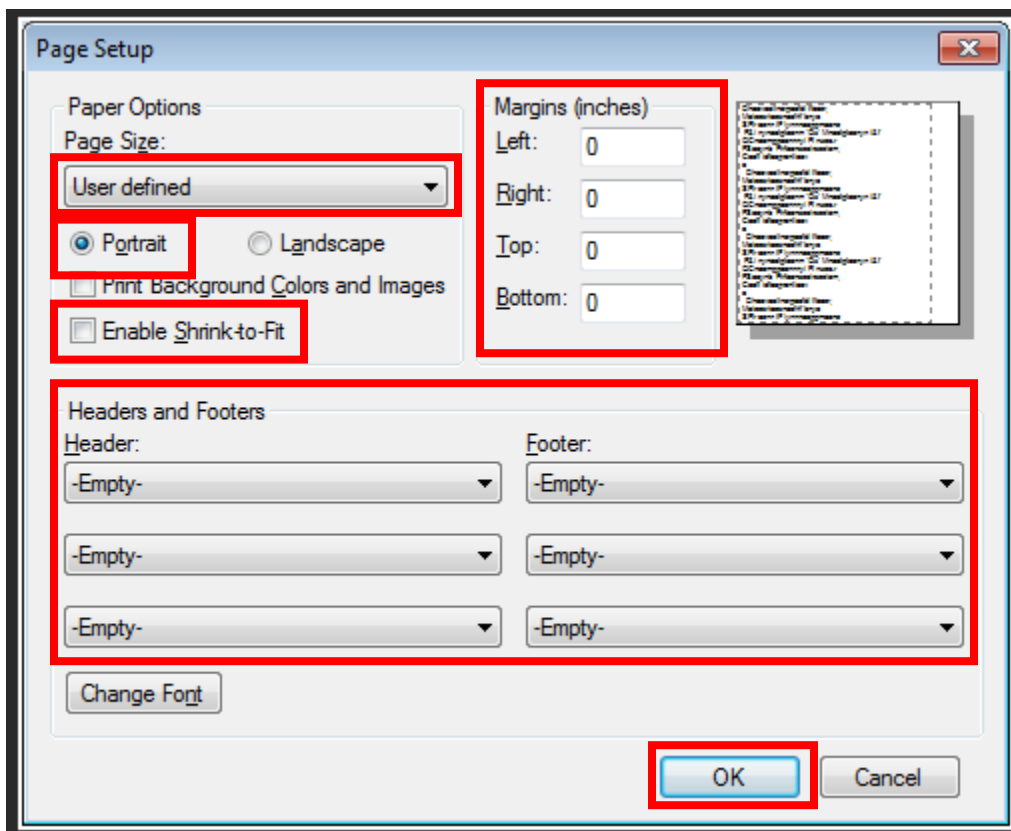 Page Setup
Paper Options
Page Size:
User defined
Portrait
Landscape
Print Background Colors and Images
Enable Shrink-to-Fit
Margins (inches)
Left: 0
Right: 0
Top: 0
Bottom: 0
Headers and Footers
Header:
Footer:
-Empty-
-Empty-
-Empty-
-Empty-
-Empty-
-Empty-
Change Font
OK
Cancel